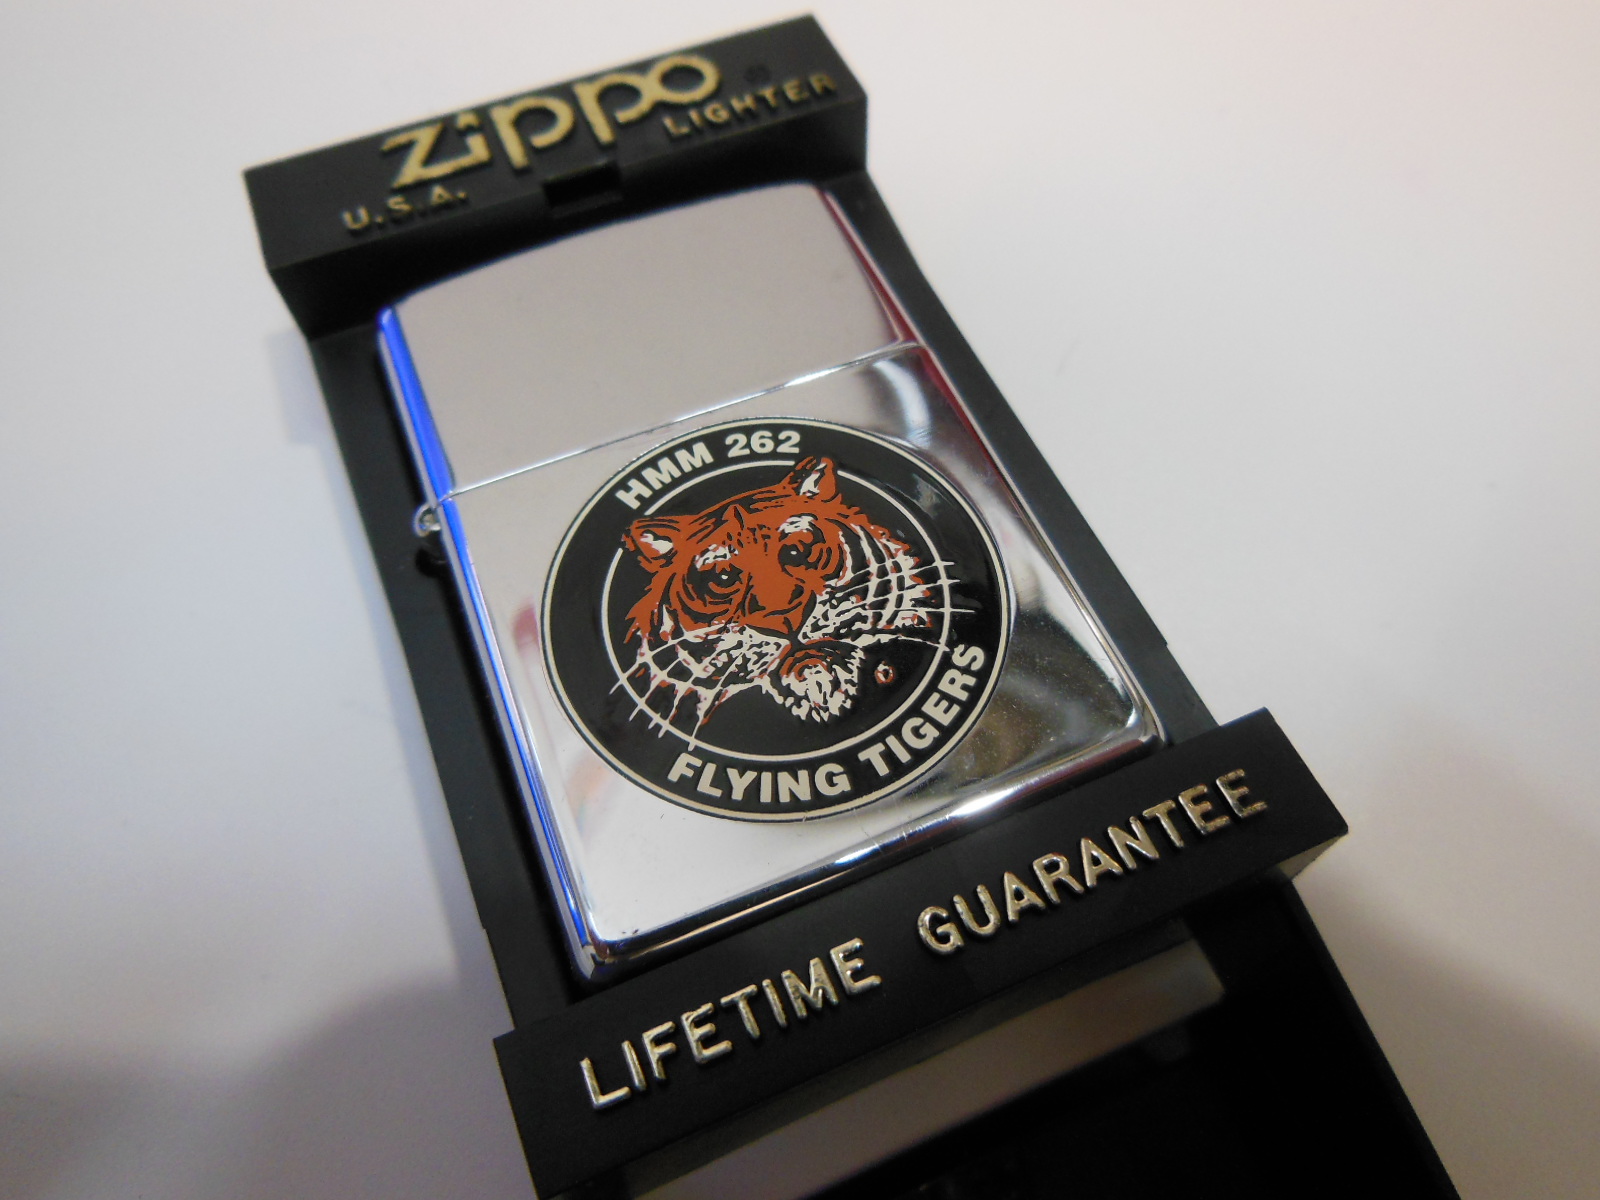 Zippo
LIGHTER
U.S.A.
HMM 262
FLYING TIGERS
LIFETIME GUARANTEE